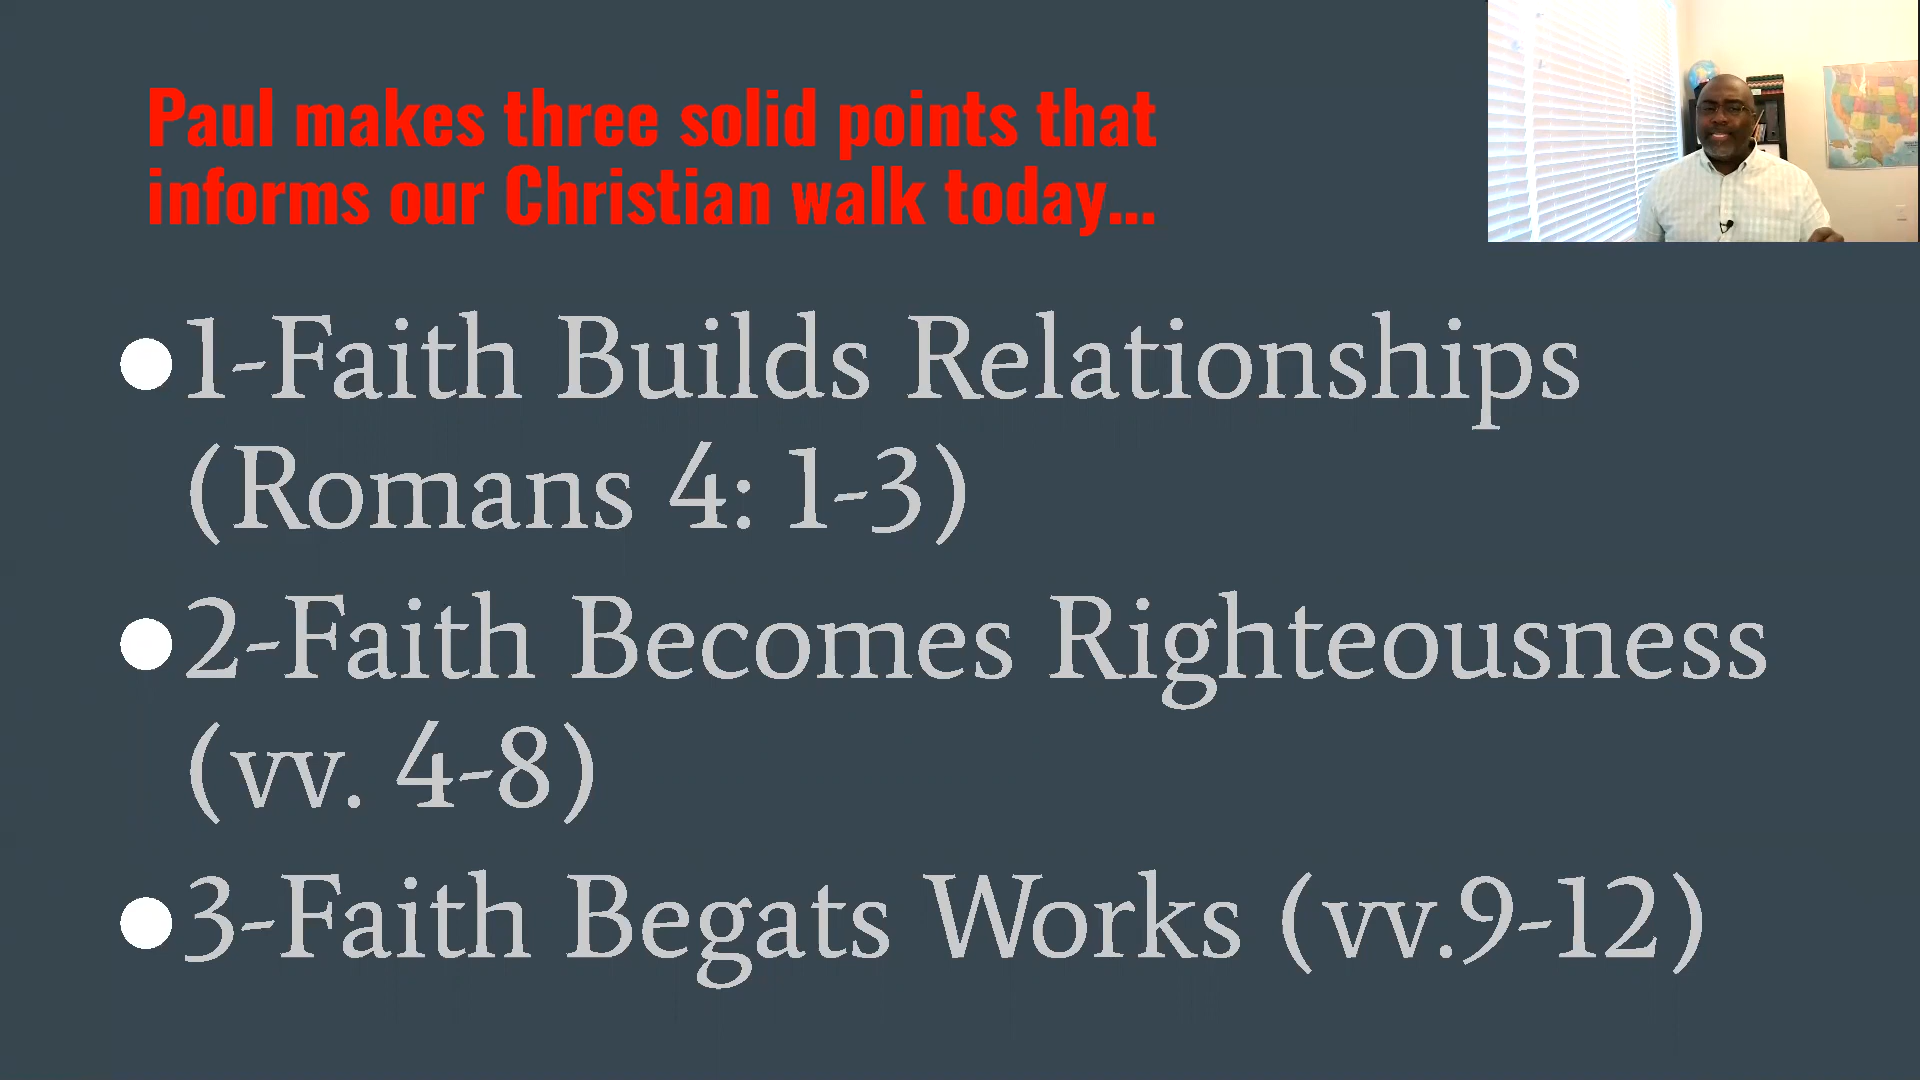 Paul makes three solid points that
informs our Christian walk today...
●1-Faith Builds Relationships
(Romans 4: 1-3)
●2-Faith Becomes Righteousness
(vv. 4-8)
●3-Faith Begats Works (vv.9-12)